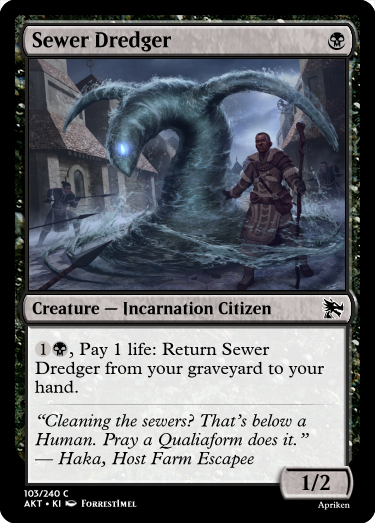 Sewer Dredger
Creature — Incarnation Citizen
1, Pay 1 life: Return Sewer
Dredger from your graveyard to your
hand.
“Cleaning the sewers? That’s below a
Human. Pray a Qualiaform does it.”
— Haka, Host Farm Escapee
1/2
103/240 C
AKT • KI FORRESTIMEL
Apriken